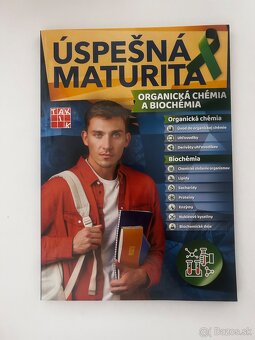 ÚSPEŠNÁ
MATURITA
TAK
ORGANICKÁ CHÉMIA
A BIOCHÉMIA
Organická chémia
Úvod do organickej chémie
Uhľovodíky
Deriváty uhľovodíkov
Biochémia
Chemické zloženie organizmov
Lipidy
Sacharidy
Proteíny
Enzýmy
Nukleové kyseliny
Biochemické deje
Bazos.sk